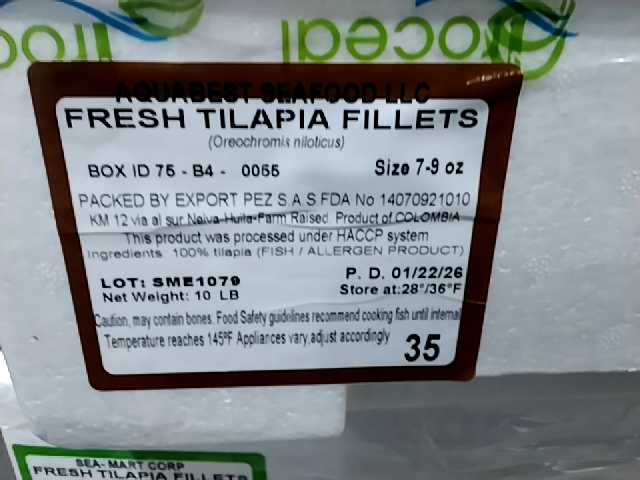 AQUABEST SEAFOOD LLC
FRESH TILAPIA FILLETS
(Oreochromis niloticus)
BOX ID 75 - B4 - 0055 Size 7-9 oz
PACKED BY EXPORT PEZ S.A.S FDA No 14070921010
KM 12 via al sur Neiva-Huila-Farm Raised. Product of COLOMBIA
This product was processed under HACCP system
Ingredients 100% tilapia (FISH / ALLERGEN PRODUCT)
LOT: SME1079 P. D. 01/22/26
Net Weight: 10 LB Store at:28°/36°F
Caution, may contain bones. Food Safety guidelines recommend cooking fish until internal
Temperature reaches 145ºF Appliances vary, adjust accordingly
35
SEA- MART CORP
FRESH TILAPIA FILLETS